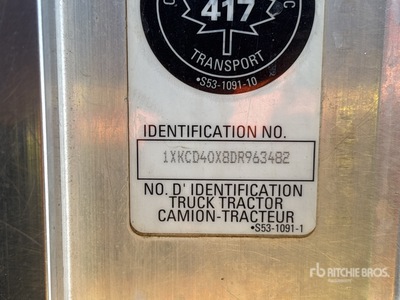 417
TRANSPORT
•S53-1091-10
IDENTIFICATION NO.
1XKCD40X8DR963482
NO. D' IDENTIFICATION
TRUCK TRACTOR
CAMION-TRACTEUR
•S53-1091-1
rb RITCHIE BROS.